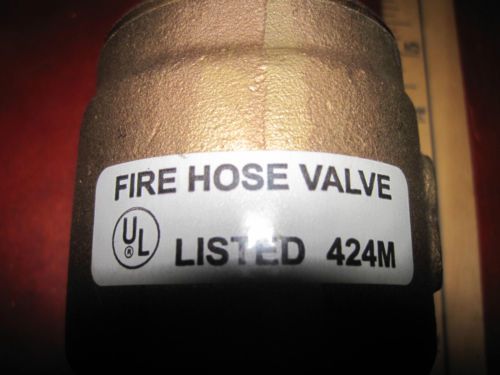 FIRE HOSE VALVE
UL® LISTED 424M